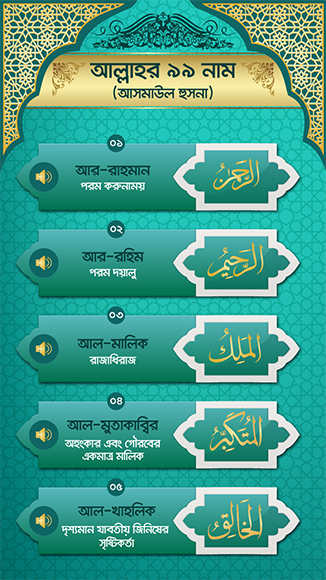 আল্লাহর ৯৯ নাম
(আসমাউল হুসনা)
০১
আর-রাহমান
পরম করুনাময়
الرَّحْمَنُ
০২
আর-রহিম
পরম দয়ালু
الرَّحِيمُ
০৩
আল-মালিক
রাজাধিরাজ
المَلِكُ
০৪
আল-মুতাকাব্বির
অহংকার এবং গৌরবের
একমাত্র মালিক
المُتَكَبِّرُ
০৫
আল-খাহলিক
দৃশ্যমান যাবতীয় জিনিষের
সৃষ্টিকর্তা
الخَالِقُ